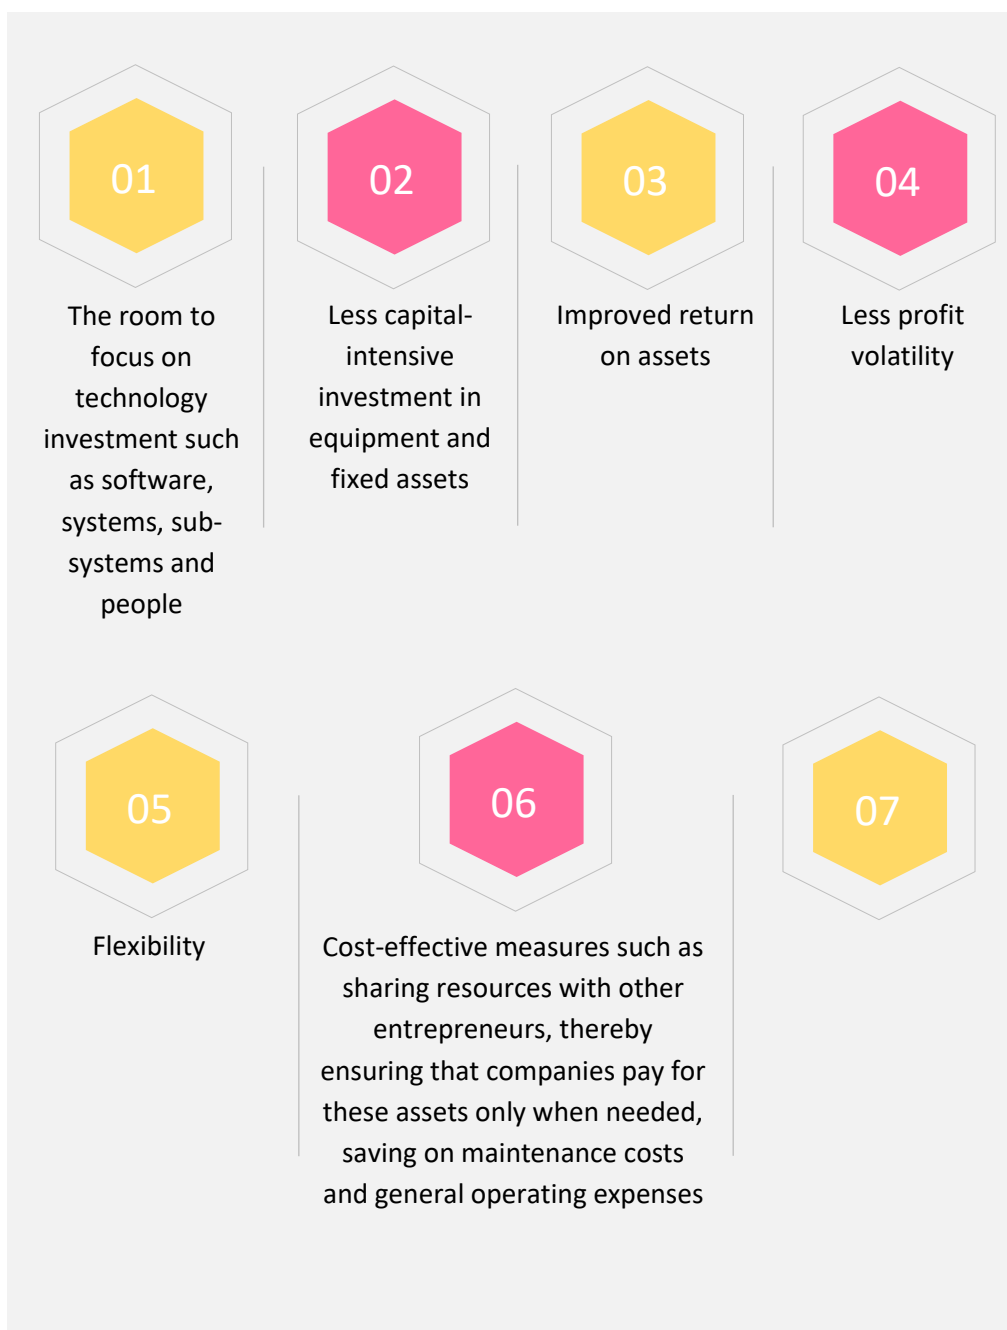 01
The room to
focus on
technology
investment such
as software,
systems, sub-
systems and
people
02
Less capital-
intensive
investment in
equipment and
fixed assets
03
Improved return
on assets
04
Less profit
volatility
05
Flexibility
06
Cost-effective measures such as
sharing resources with other
entrepreneurs, thereby
ensuring that companies pay for
these assets only when needed,
saving on maintenance costs
and general operating expenses
07